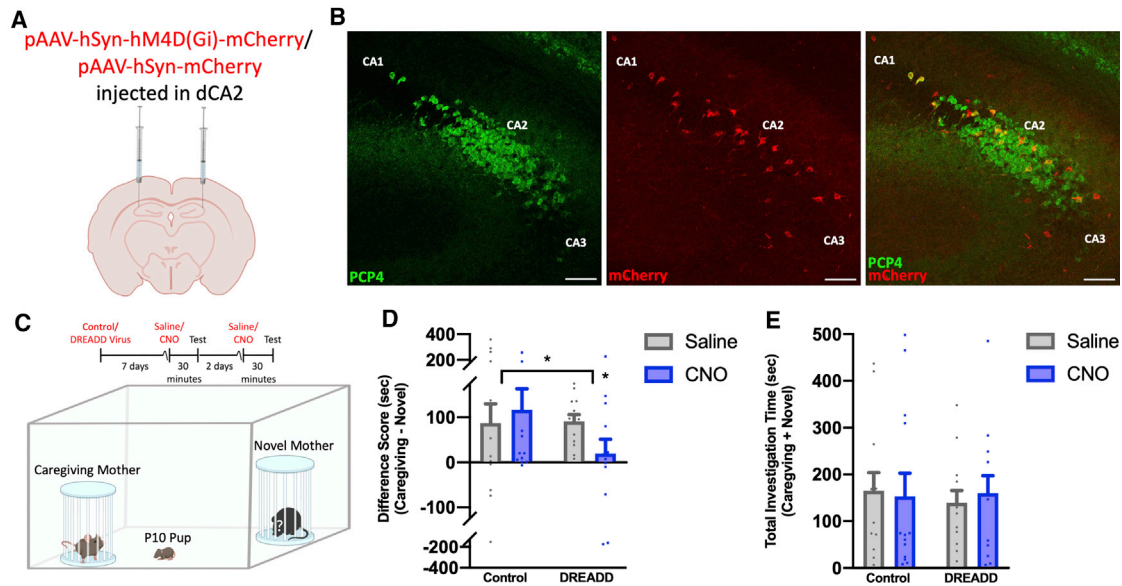 A
pAAV-hSyn-hM4D(Gi)-mCherry/
pAAV-hSyn-mCherry
injected in dCA2
B
CA1
CA2
CA3
PCP4
CA1
CA2
CA3
mCherry
CA1
CA2
CA3
PCP4
mCherry
C
Control/
DREADD Virus
Saline/
CNO
Test
Saline/
CNO
Test
7 days
30
minutes
2 days
30
minutes
Caregiving Mother
Novel Mother
?
P10 Pup
D
Difference Score (sec)
(Caregiving - Novel)
400
200
100
0
-100
-200
-400
*
*
Control
DREADD
Saline
CNO
E
Total Investigation Time (sec)
(Caregving + Novel)
500
400
300
200
100
0
Control
DREADD
Saline
CNO